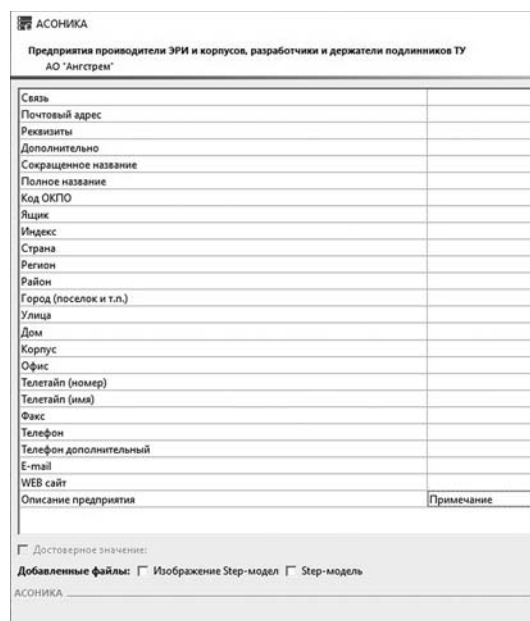 АСОНИКА
Предприятия проиводители ЭРИ и корпусов, разработчики и держатели подлинников ТУ
АО "Ангстрем"
Связь
Почтовый адрес
Реквизиты
Дополнительно
Сокращенное название
Полное название
Код ОКПО
Ящик
Индекс
Страна
Регион
Район
Город (поселок и т.п.)
Улица
Дом
Корпус
Офис
Телетайп (номер)
Телетайп (имя)
Факс
Телефон
Телефон дополнительный
E-mail
WEB сайт
Описание предприятия Примечание
Достоверное значение:
Добавленные файлы: Изображение Step-модел Step-модель
АСОНИКА